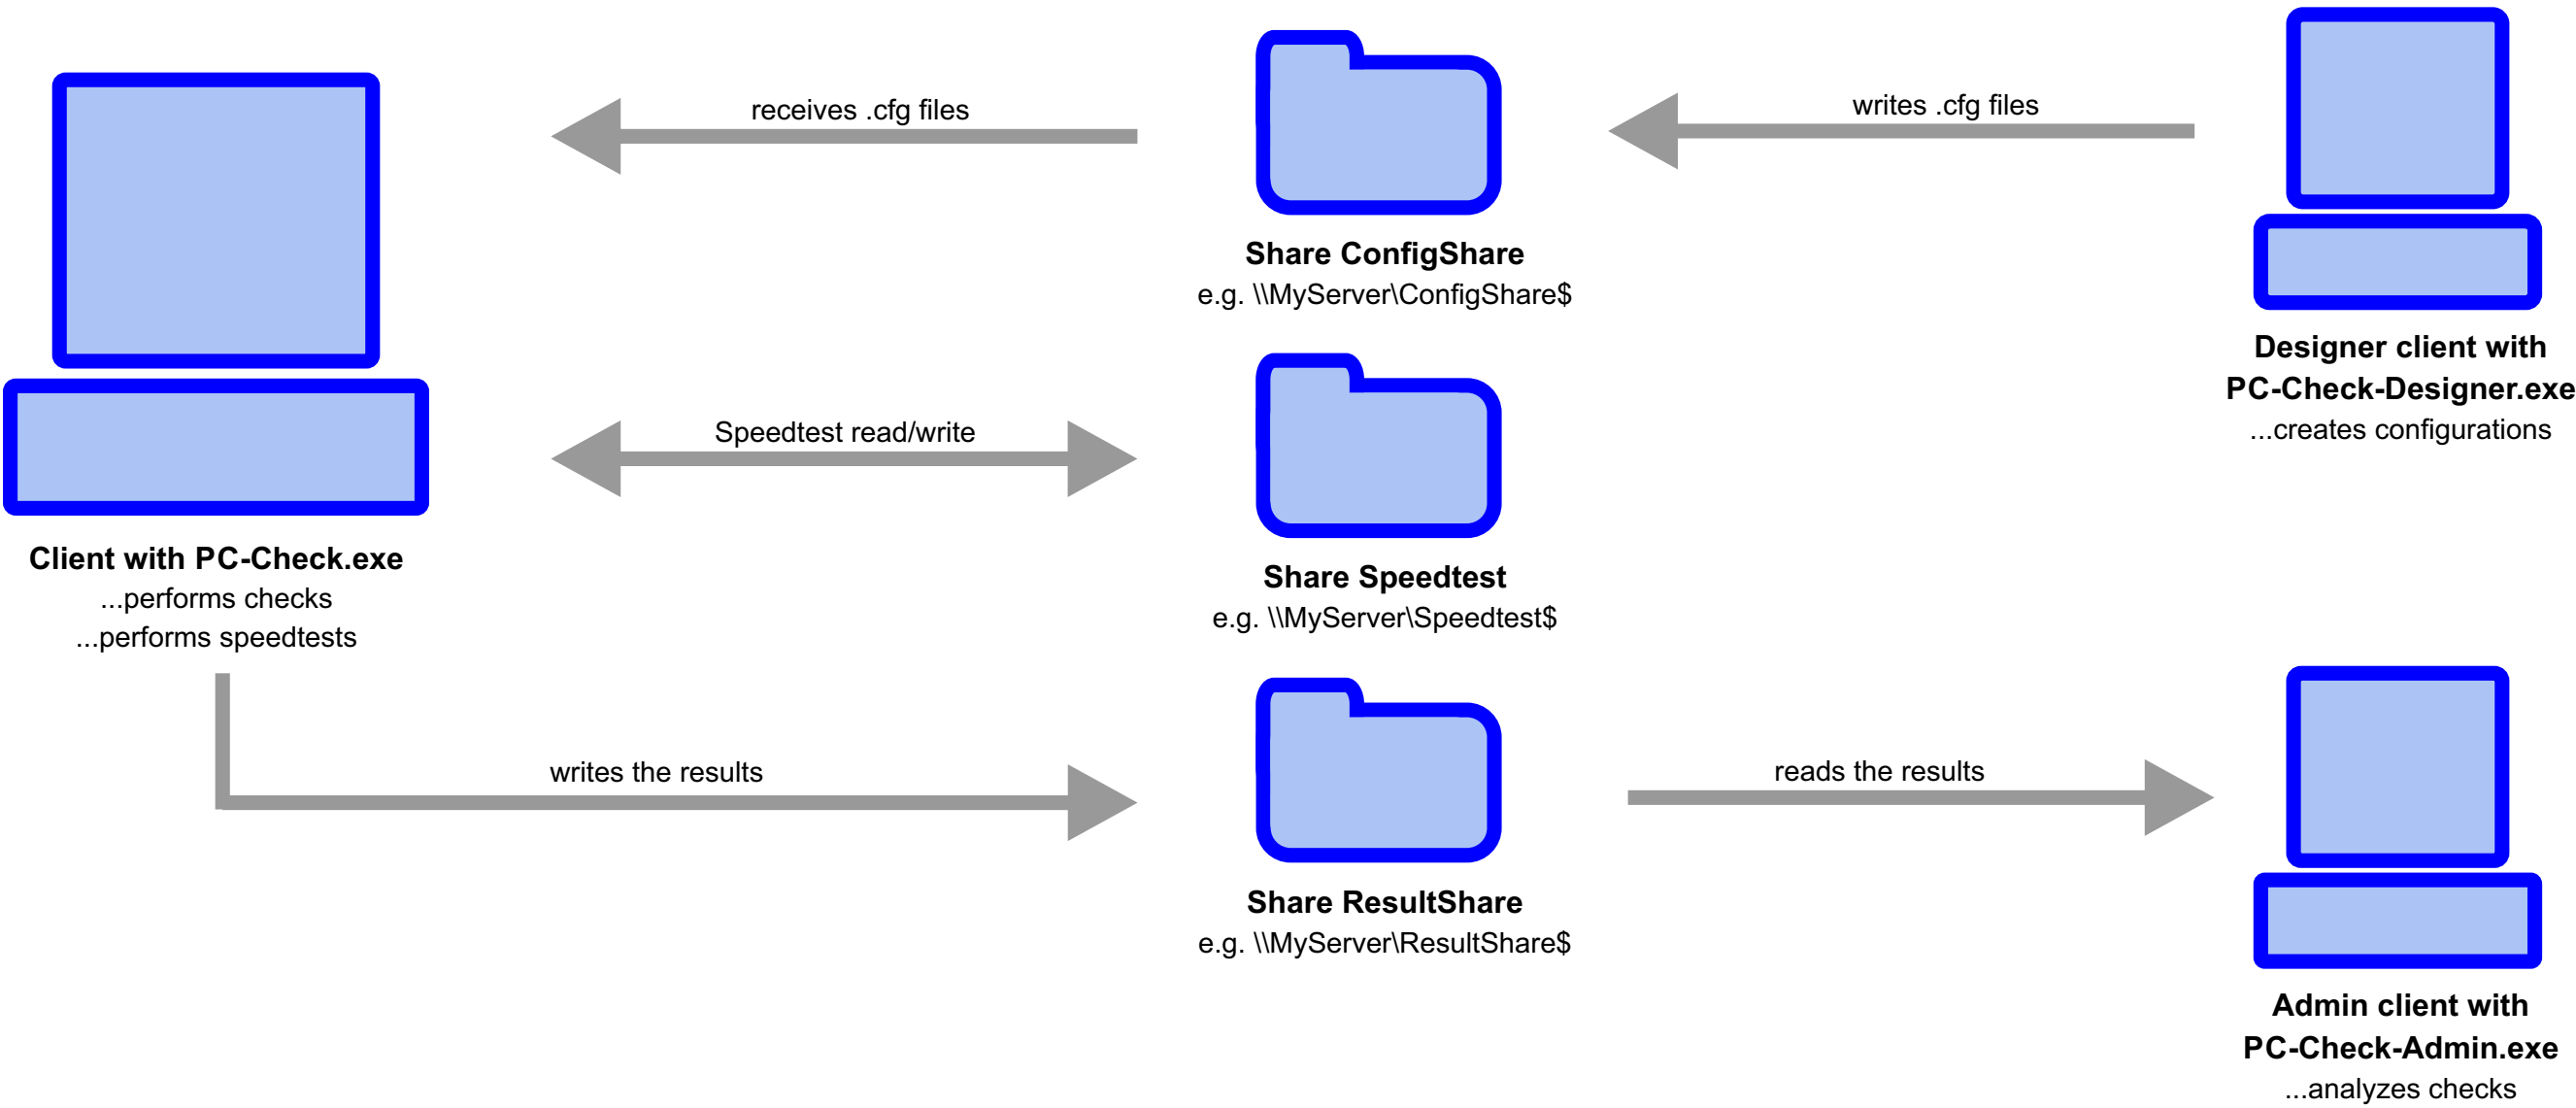 receives .cfg files
writes .cfg files
Share ConfigShare
e.g. \\MyServer\ConfigShare$
Designer client with
PC-Check-Designer.exe
...creates configurations
Speedtest read/write
Client with PC-Check.exe
...performs checks
...performs speedtests
Share Speedtest
e.g. \\MyServer\Speedtest$
writes the results
reads the results
Share ResultShare
e.g. \\MyServer\ResultShare$
Admin client with
PC-Check-Admin.exe
...analyzes checks